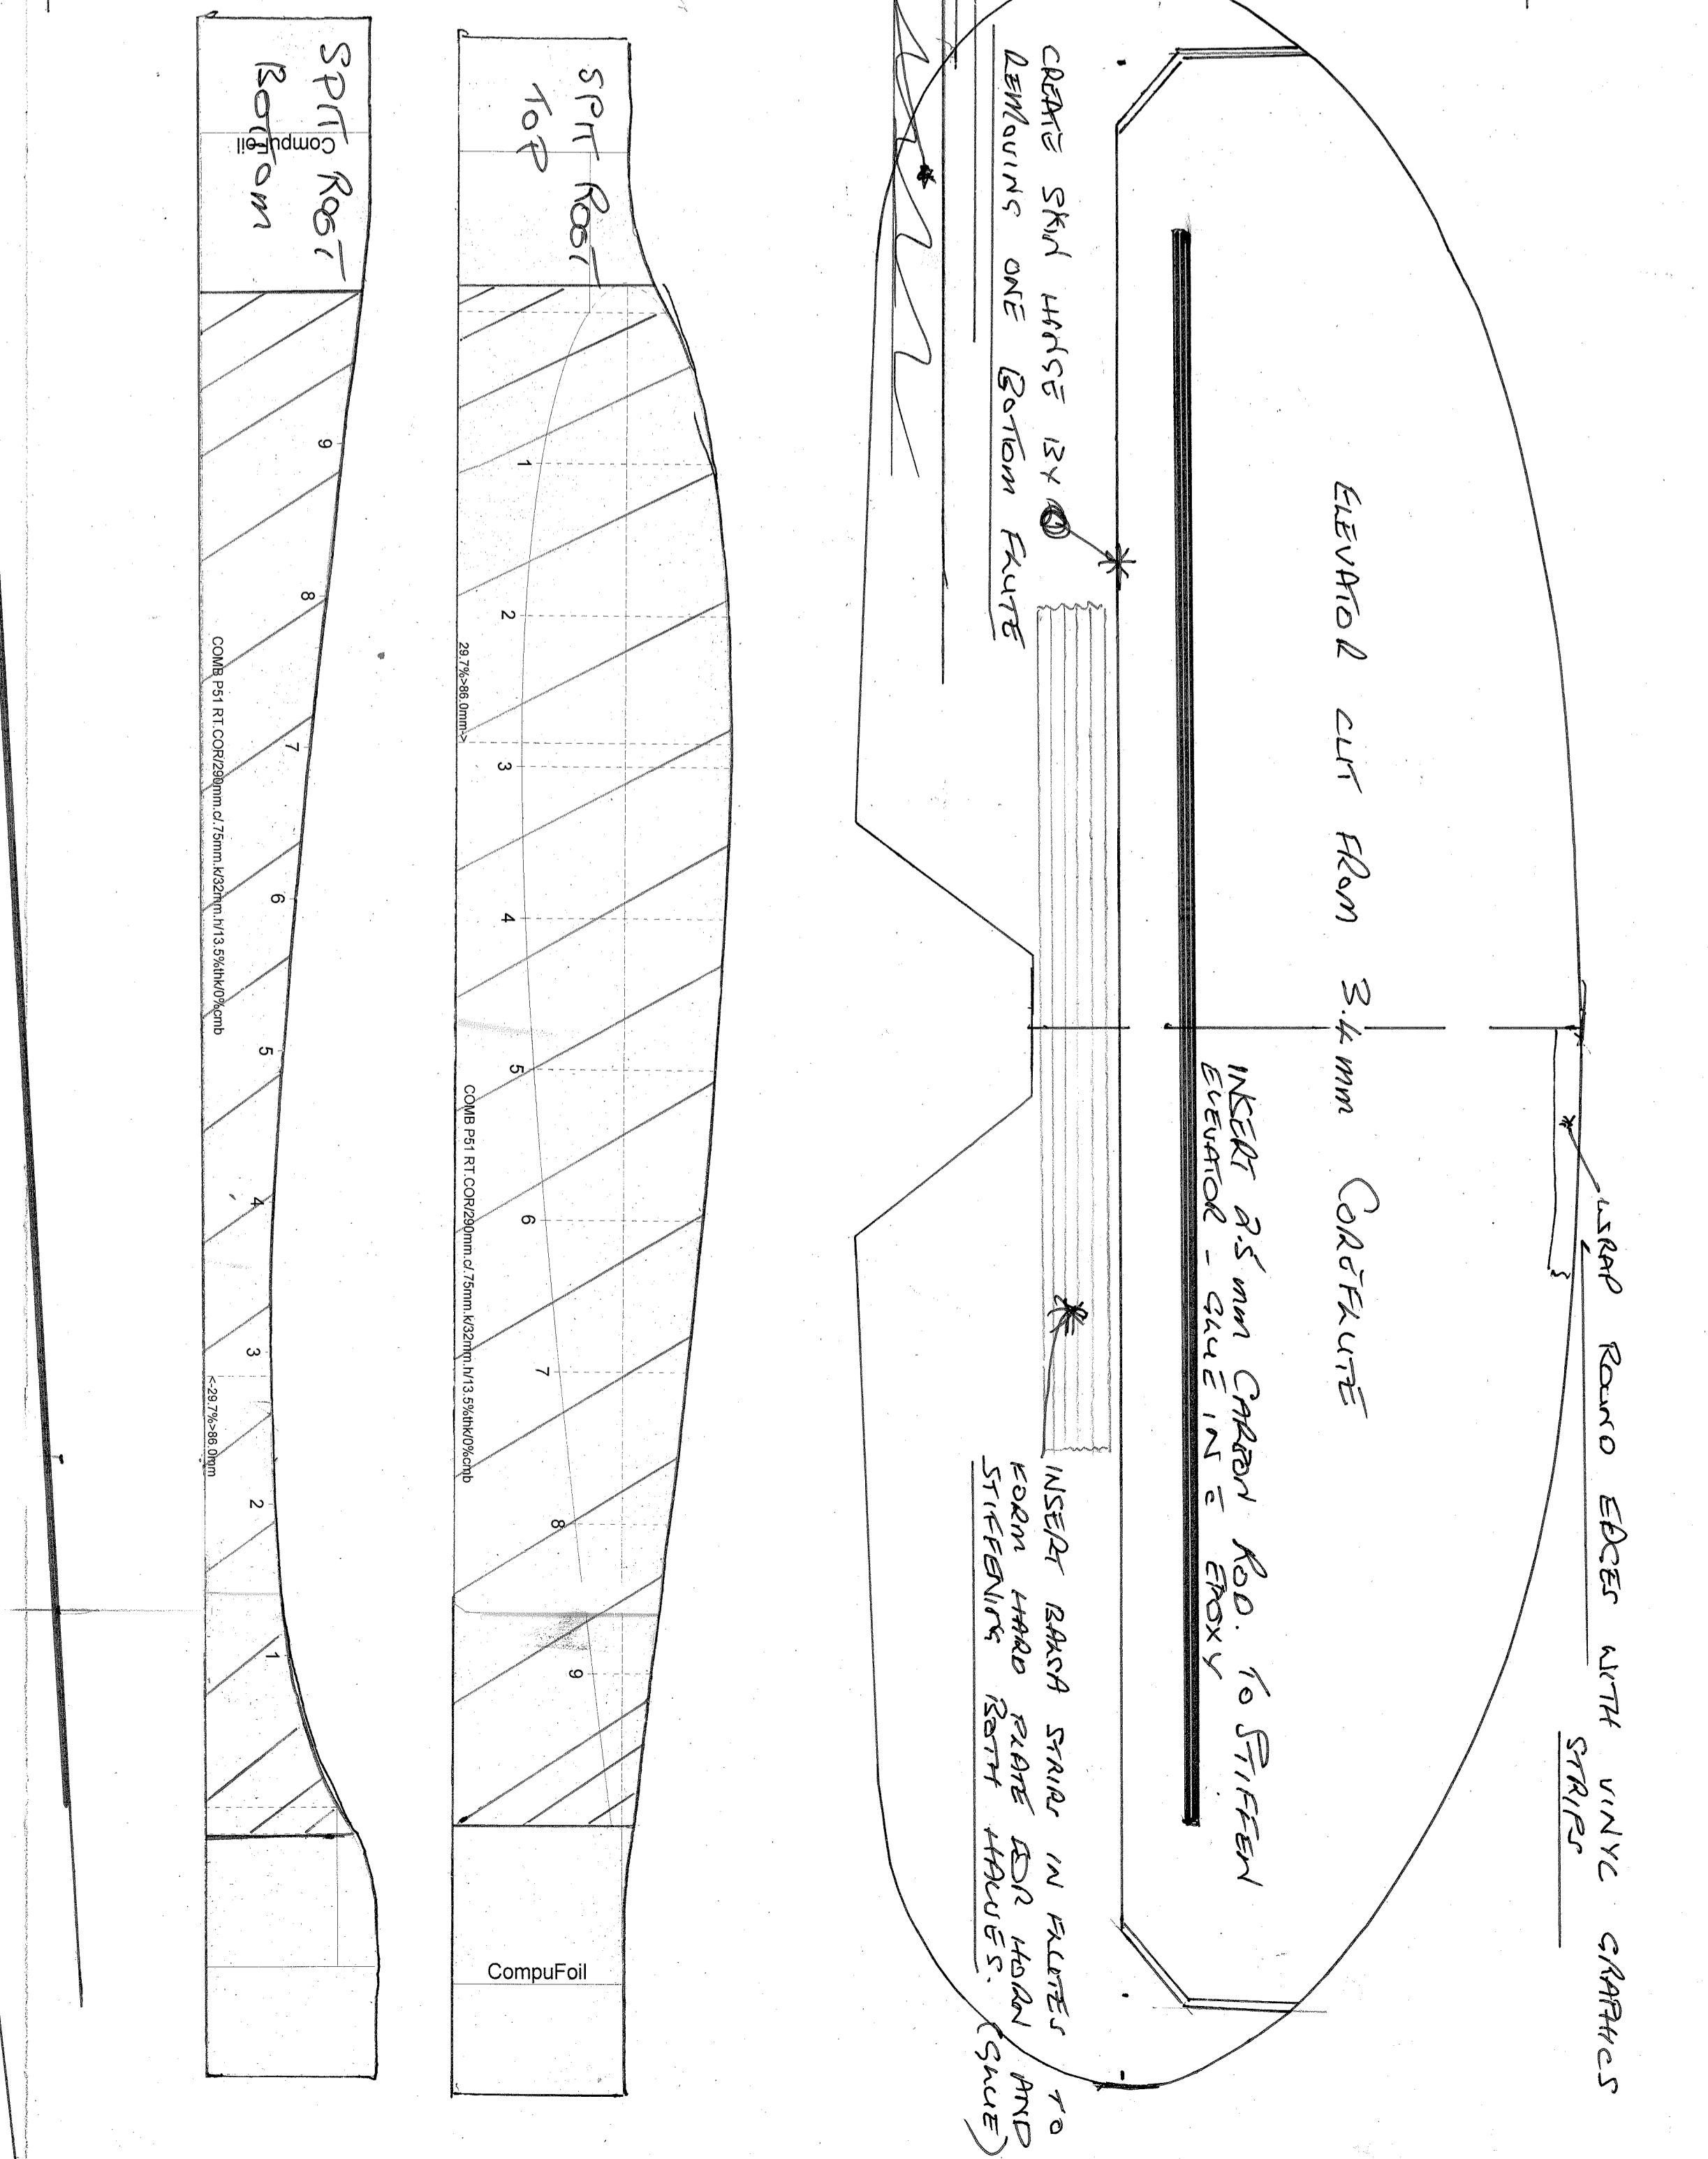 WRAP ROUND EDGES WITH VINYL GRAPHICS
STRIPS
ELEVATOR CUT FROM 3.4mm COREFLUTE
INSERT 2.5mm CARBON ROD. TO STIFFEN
ELEVATOR - GLUE IN = EPOXY
CREATE SKIN HINGE BY
REMOVING ONE BOTTOM FLUTE
INSERT BALSA STRIPS IN FLUTES TO
FORM HARD PLATE FOR HORN AND
STIFFENING BOTH HALVES. (GLUE)
SPIT ROOT
TOP
1
2
3
4
5
6
7
8
9
29.7%>86.0mm->
COMB P51 RT.COR/290mm.c/.75mm.k/32mm.h/13.5%thk/0%cmb
CompuFoil
SPIT ROOT
BOTTOM
CompuFoil
9
8
7
6
5
4
3
2
1
COMB P51 RT.COR/290mm.c/.75mm.k/32mm.h/13.5%thk/0%cmb
<-29.7%>86.0mm